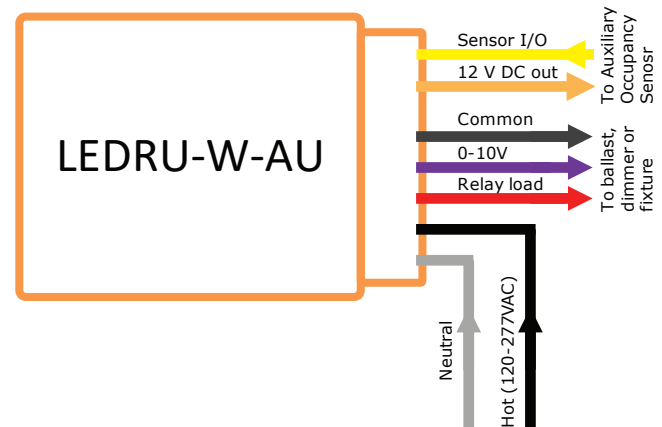 LEDRU-W-AU
Sensor I/O
12 V DC out
To Auxiliary
Occupancy
Senosr
Common
0-10V
Relay load
To ballast,
dimmer or
fixture
Neutral
Hot (120-277VAC)